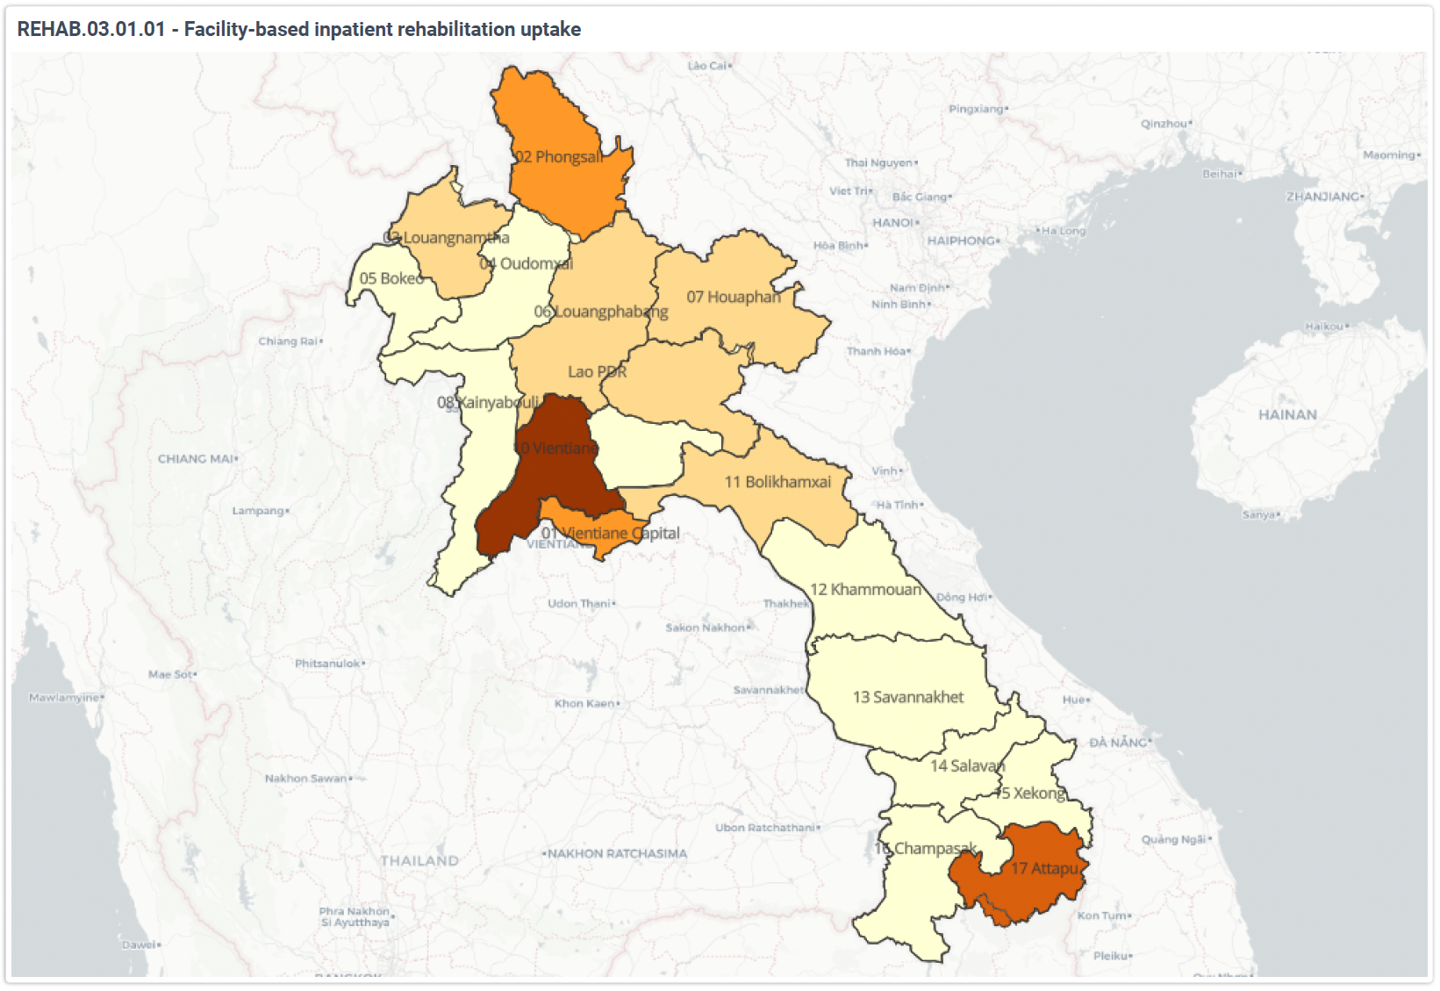 REHAB.03.01.01 - Facility-based inpatient rehabilitation uptake
Lào Cai
Pingxiang
Qinzhou
Maoming
Thai Nguyen
Beihai
Viet Tri
Bắc Giang
ZHANJIANG
HANOI
Ha Long
HAIPHONG
Hòa Bình
Nam Định
Ninh Bình
Haikou
Chiang Rai
Thanh Hóa
HAINAN
CHIANG MAI
Vinh
Hà Tĩnh
Lampang
Sanya
VIENTIANE
Udon Thani
Thakhek
Đồng Hới
Sakon Nakhon
Phitsanulok
Mae Sot
Mawlamyine
Khon Kaen
Savannakhet
Hue
ĐÀ NẴNG
Nakhon Sawan
Ubon Ratchathani
Quảng Ngãi
THAILAND
NAKHON RATCHASIMA
Phra Nakhon
Si Ayutthaya
Kon Tum
Dawei
Pleiku
BANGKOK
02 Phongsali
03 Louangnamtha
04 Oudomxai
05 Bokeo
07 Houaphan
06 Louangphabang
Lao PDR
08 Xainyabouli
10 Vientiane
11 Bolikhamxai
01 Vientiane Capital
12 Khammouan
13 Savannakhet
14 Salavan
15 Xekong
16 Champasak
17 Attapu